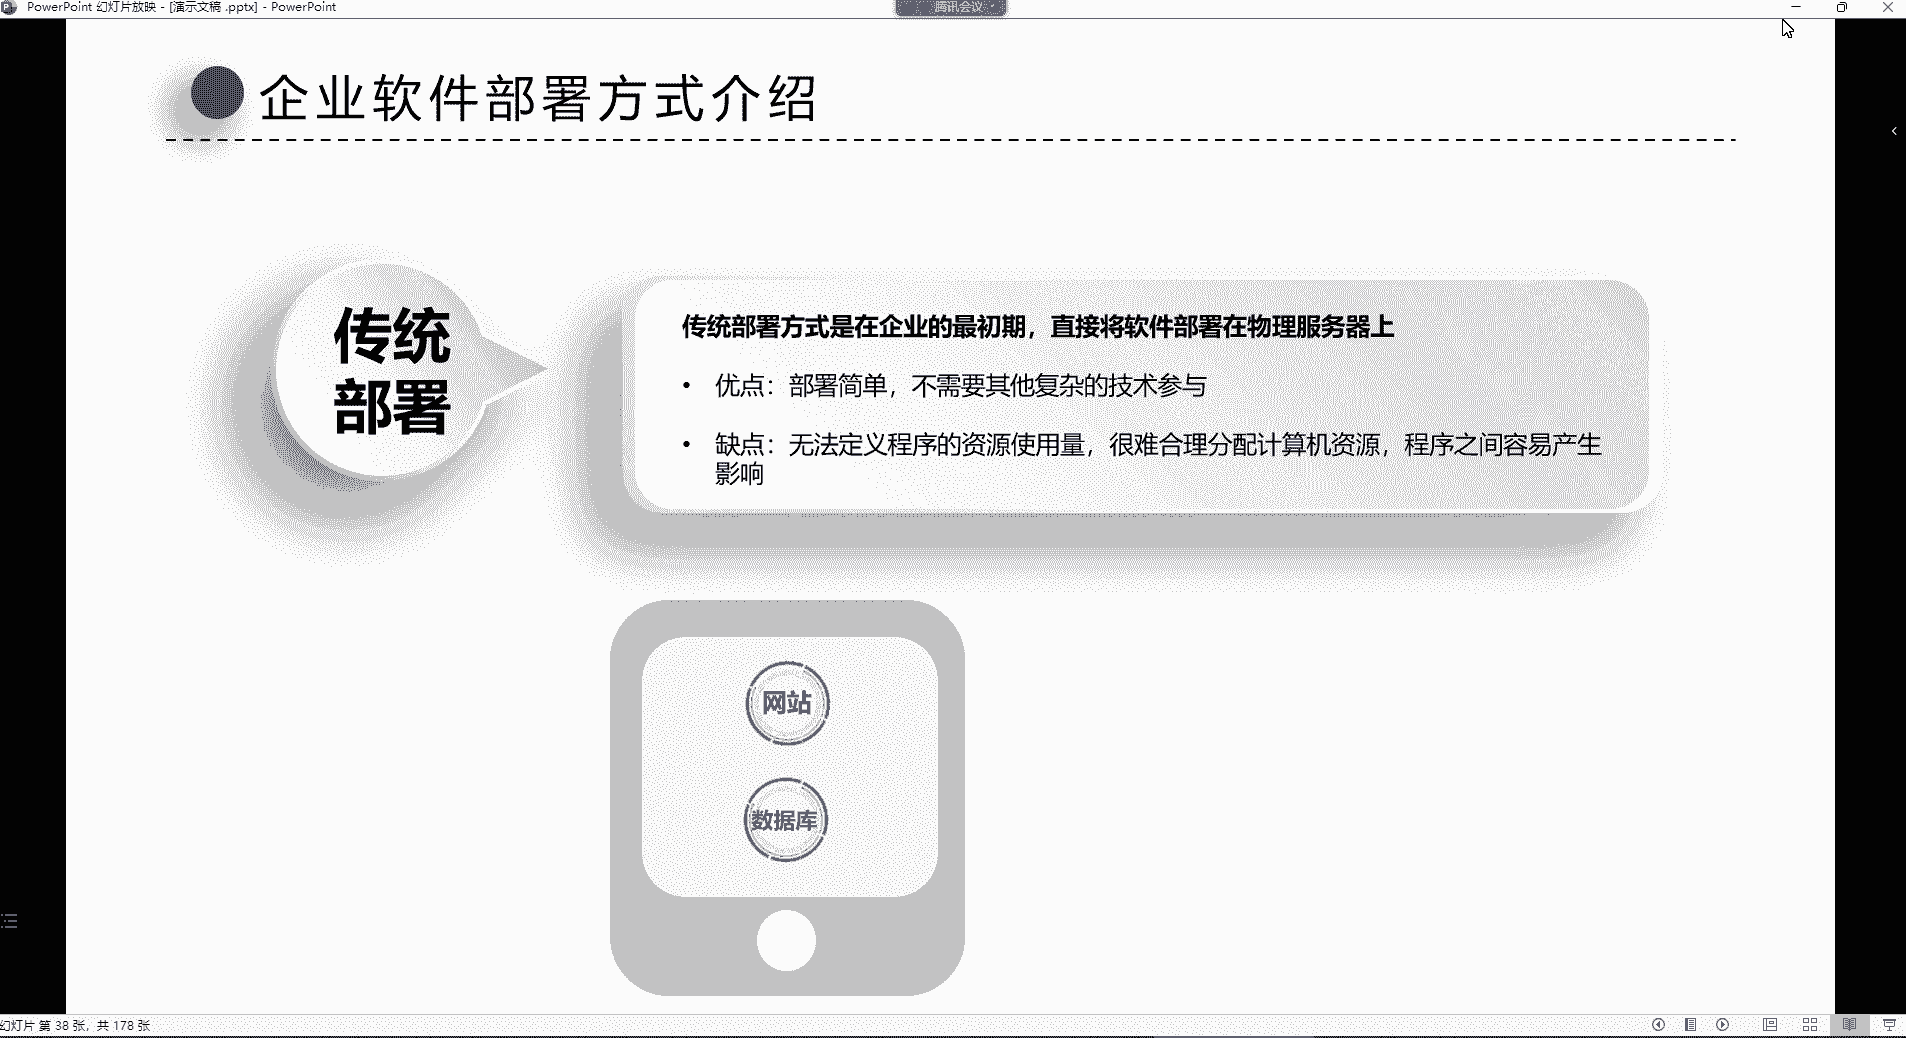 PowerPoint 幻灯片放映 - [演示文稿 .pptx] - PowerPoint
腾讯会议
企业软件部署方式介绍
传统
部署
传统部署方式是在企业的最初期，直接将软件部署在物理服务器上
• 优点：部署简单，不需要其他复杂的技术参与
• 缺点：无法定义程序的资源使用量，很难合理分配计算机资源，程序之间容易产生
影响
网站
数据库
幻灯片 第 38 张，共 178 张